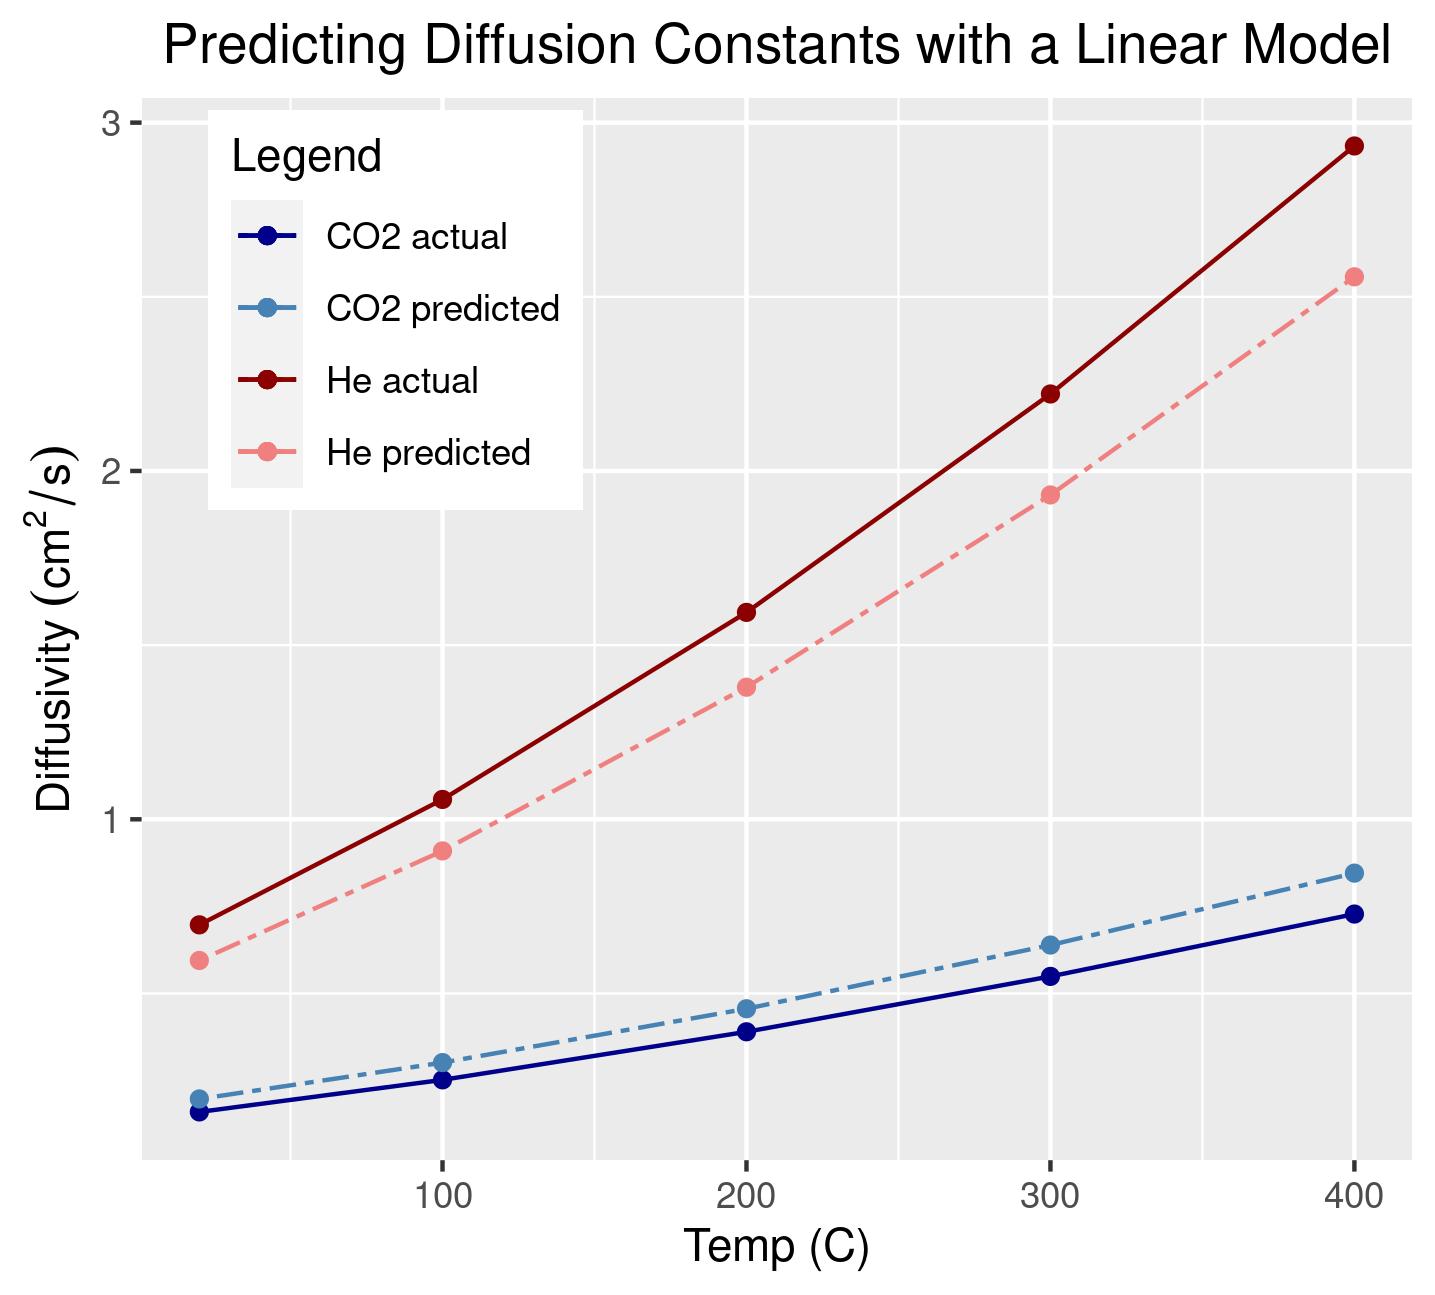 Predicting Diffusion Constants with a Linear Model
Legend
CO2 actual
CO2 predicted
He actual
He predicted
Diffusivity (cm²/s)
3
2
1
100 200 300 400
Temp (C)